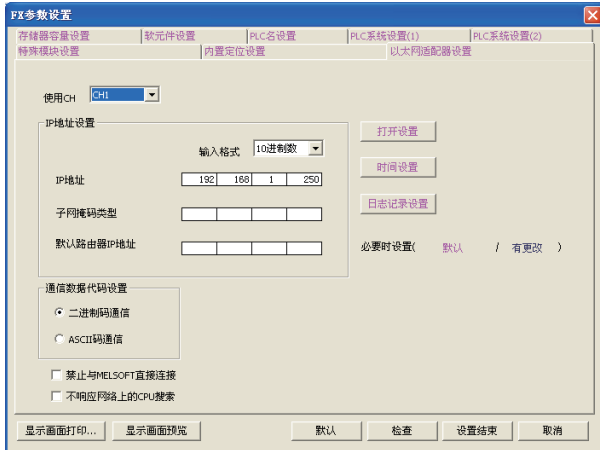 FX参数设置
存储器容量设置 软元件设置 PLC名设置 PLC系统设置(1) PLC系统设置(2)
特殊模块设置 内置定位设置 以太网适配器设置
使用CH CH1
IP地址设置
输入格式 10进制数
IP地址 192 168 1 250
子网掩码类型
默认路由器IP地址
打开设置
时间设置
日志记录设置
必要时设置( 默认 / 有更改 )
通信数据代码设置
二进制码通信
ASCII码通信
禁止与MELSOFT直接连接
不响应网络上的CPU搜索
显示画面打印... 显示画面预览 默认 检查 设置结束 取消